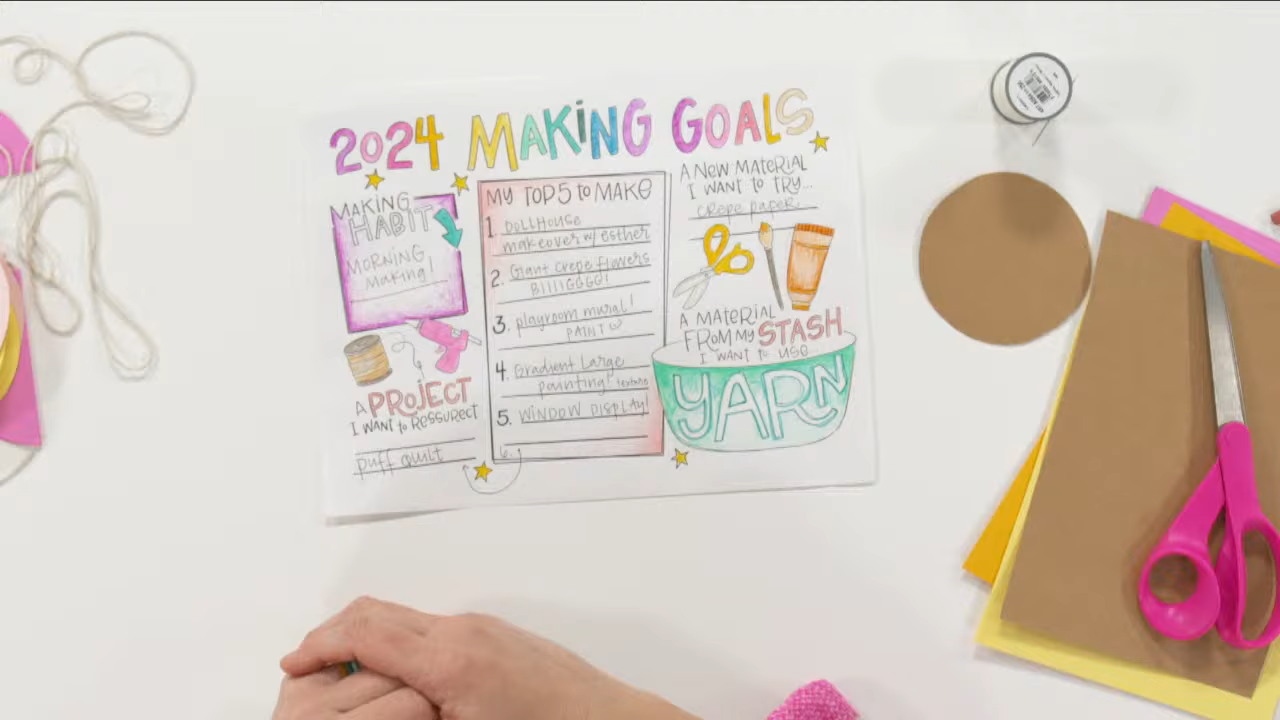 2024 MAKING GOALS
MAKING
HABIT
MORNING
making!
A PROJECT
I WANT to RESSURECT
puff quilt
MY TOP 5 to MAKE
1. DOLLHOUSE
makeover w/ esther
2. Giant crepe flowers
BIIIGGGG!
3. playroom mural!
PAINT
4. Gradient Large
painting!
5. WINDOW DISPLAY!
6.
A NEW MATERIAL
I WANT to TRY...
crepe paper
A MATERIAL
FROM MY STASH
I WANT to USE
YARN